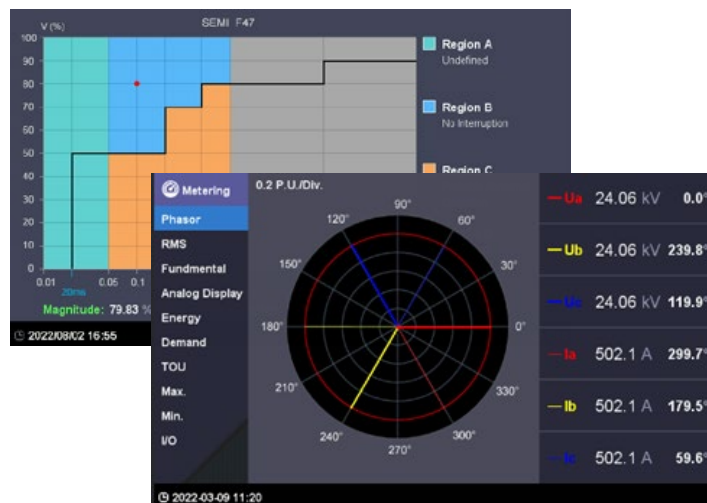 V (%)
SEMI F47
100
90
80
70
60
50
40
30
20
10
0
0.01
0.05
0.1
20ms
Region A
Undefined
Region B
No Interruption
Region C
Magnitude: 79.83 %
2022/08/02 16:55
Metering
Phasor
RMS
Fundmental
Analog Display
Energy
Demand
TOU
Max.
Min.
I/O
0.2 P.U./Div.
90°
120°
60°
150°
30°
180°
0°
210°
330°
240°
300°
270°
Ua 24.06 kV 0.0°
Ub 24.06 kV 239.8°
Uc 24.06 kV 119.9°
Ia 502.1 A 299.7°
Ib 502.1 A 179.5°
Ic 502.1 A 59.6°
2022-03-09 11:20